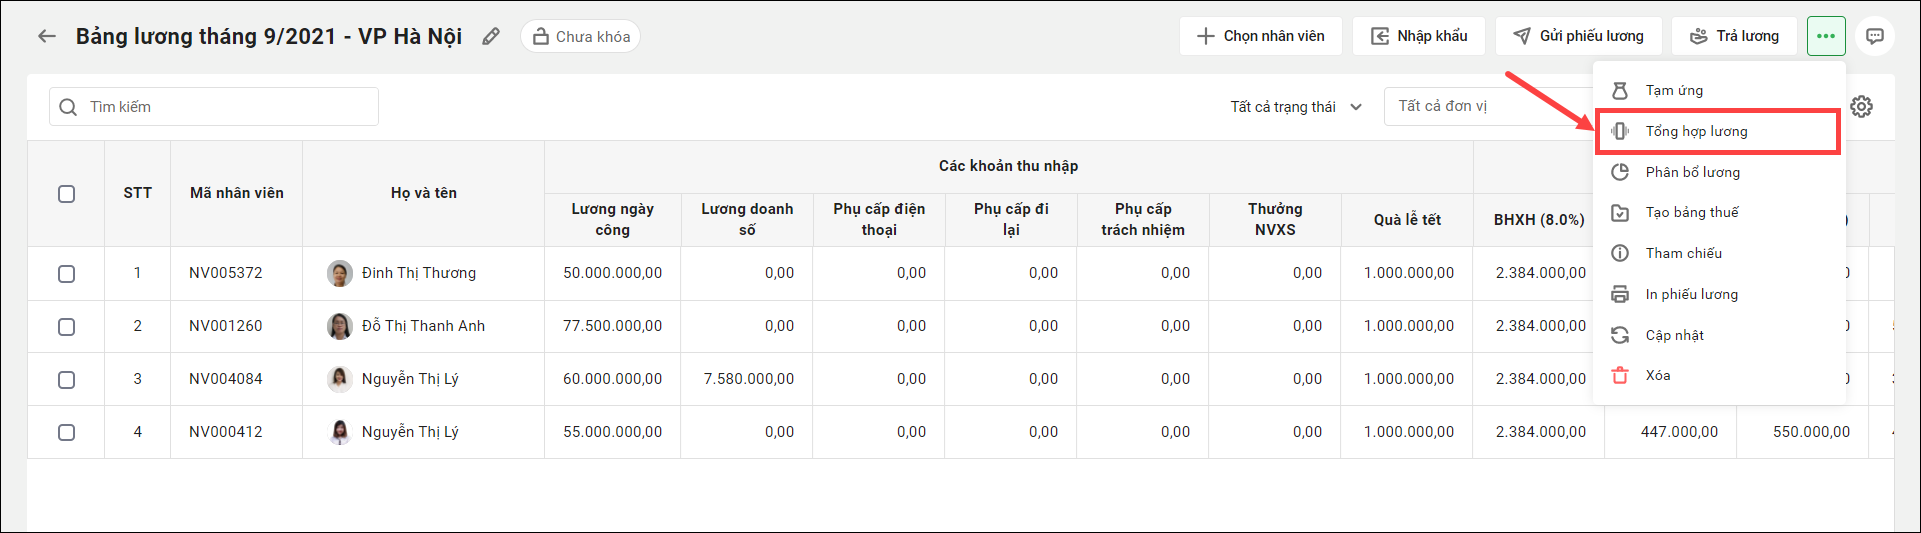 Bảng lương tháng 9/2021 - VP Hà Nội
Chưa khóa
Chọn nhân viên
Nhập khẩu
Gửi phiếu lương
Trả lương
Tìm kiếm
Tất cả trạng thái
Tất cả đơn vị
Tạm ứng
Tổng hợp lương
Phân bổ lương
Tạo bảng thuế
Tham chiếu
In phiếu lương
Cập nhật
Xóa
Các khoản thu nhập
STT
Mã nhân viên
Họ và tên
Lương ngày
công
Lương doanh
số
Phụ cấp điện
thoại
Phụ cấp đi
lại
Phụ cấp
trách nhiệm
Thưởng
NVXS
Quà lễ tết
BHXH (8.0%)
1 NV005372 Đinh Thị Thương 50.000.000,00 0,00 0,00 0,00 0,00 0,00 1.000.000,00 2.384.000,00
2 NV001260 Đỗ Thị Thanh Anh 77.500.000,00 0,00 0,00 0,00 0,00 0,00 1.000.000,00 2.384.000,00
3 NV004084 Nguyễn Thị Lý 60.000.000,00 7.580.000,00 0,00 0,00 0,00 0,00 1.000.000,00 2.384.000,00
4 NV000412 Nguyễn Thị Lý 55.000.000,00 0,00 0,00 0,00 0,00 0,00 1.000.000,00 2.384.000,00 447.000,00 550.000,00